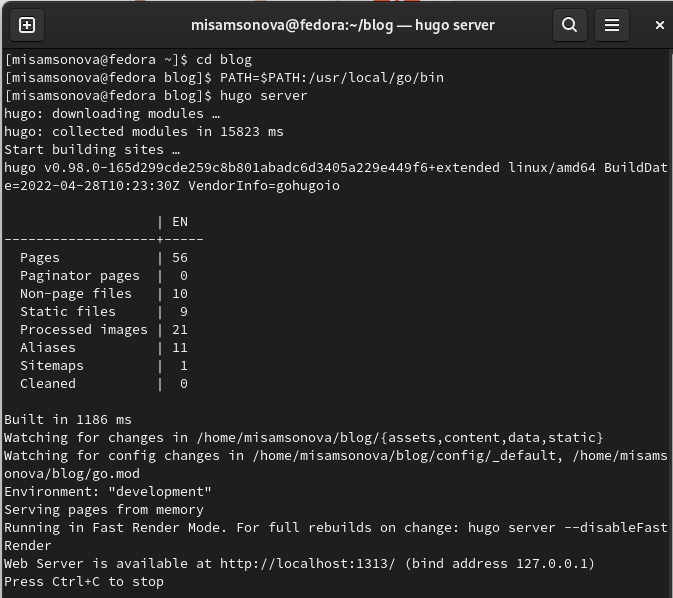 misamsonova@fedora:~/blog — hugo server
[misamsonova@fedora ~]$ cd blog
[misamsonova@fedora blog]$ PATH=$PATH:/usr/local/go/bin
[misamsonova@fedora blog]$ hugo server
hugo: downloading modules …
hugo: collected modules in 15823 ms
Start building sites …
hugo v0.98.0-165d299cde259c8b801abadc6d3405a229e449f6+extended linux/amd64 BuildDat
e=2022-04-28T10:23:30Z VendorInfo=gohugoio
                   | EN
-------------------+-----
  Pages            | 56
  Paginator pages  |  0
  Non-page files   | 10
  Static files     |  9
  Processed images | 21
  Aliases          | 11
  Sitemaps         |  1
  Cleaned          |  0
Built in 1186 ms
Watching for changes in /home/misamsonova/blog/{assets,content,data,static}
Watching for config changes in /home/misamsonova/blog/config/_default, /home/misams
onova/blog/go.mod
Environment: "development"
Serving pages from memory
Running in Fast Render Mode. For full rebuilds on change: hugo server --disableFast
Render
Web Server is available at http://localhost:1313/ (bind address 127.0.0.1)
Press Ctrl+C to stop